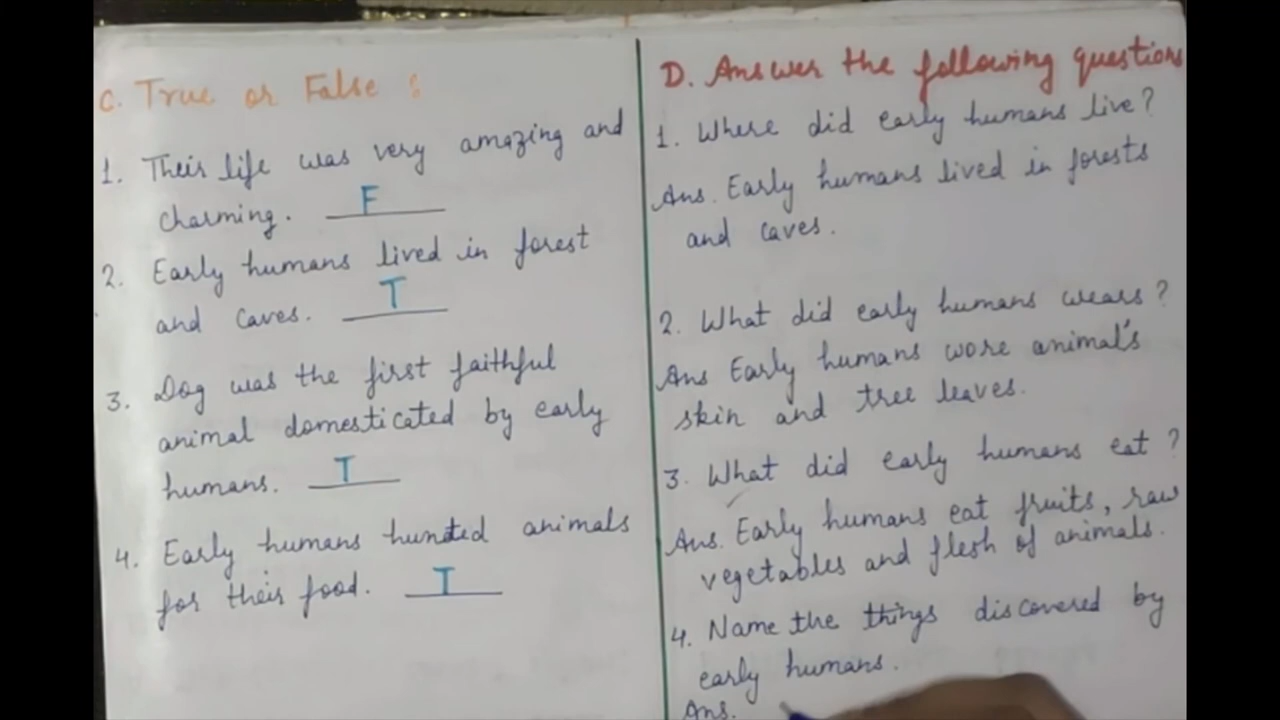 C. True or False :
1. Their life was very amazing and
charming. F
2. Early humans lived in forest
and caves. T
3. Dog was the first faithful
animal domesticated by early
humans. T
4. Early humans hunted animals
for their food. T
D. Answer the following questions
1. Where did early humans live?
Ans. Early humans lived in forests
and caves.
2. What did early humans wears?
Ans Early humans wore animal's
skin and tree leaves.
3. What did early humans eat?
Ans. Early humans eat fruits, raw
vegetables and flesh of animals.
4. Name the things discovered by
early humans.
Ans.